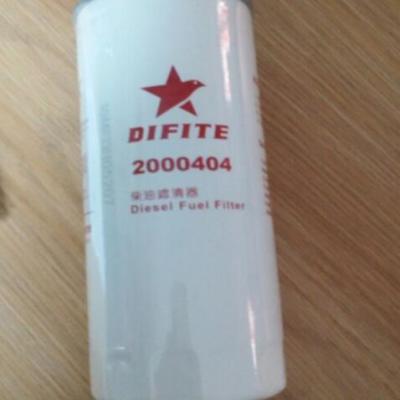 DIFITE
2000404
柴油滤清器
Diesel Fuel Filter